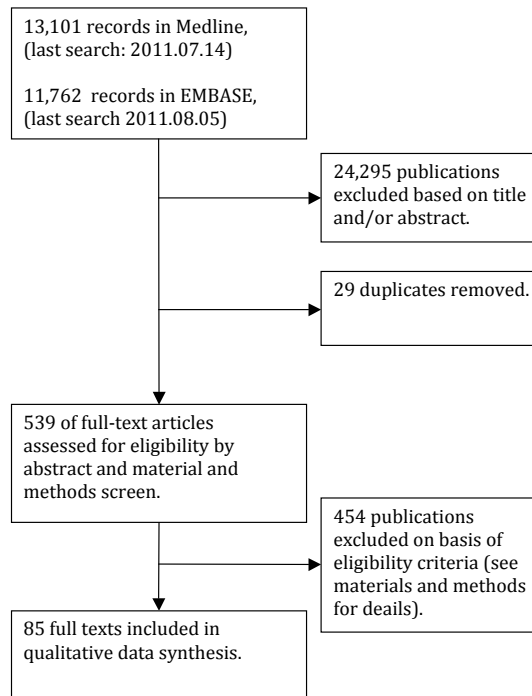 13,101 records in Medline,
(last search: 2011.07.14)
11,762 records in EMBASE,
(last search 2011.08.05)
24,295 publications
excluded based on title
and/or abstract.
29 duplicates removed.
539 of full-text articles
assessed for eligibility by
abstract and material and
methods screen.
454 publications
excluded on basis of
eligibility criteria (see
materials and methods
for deails).
85 full texts included in
qualitative data synthesis.